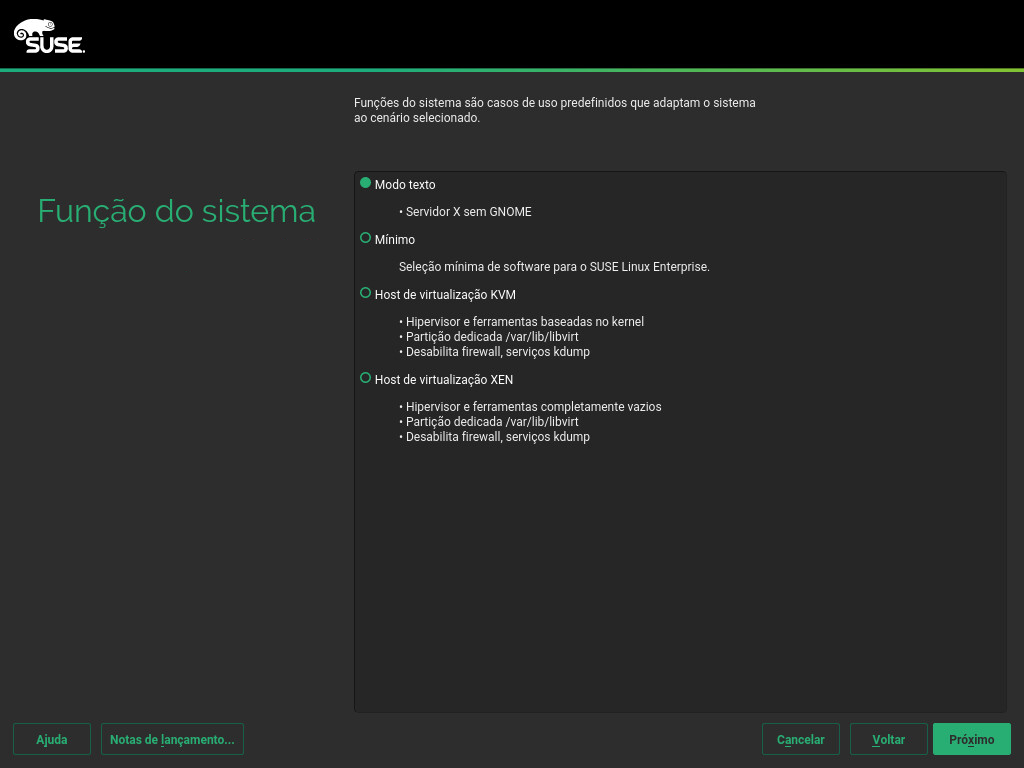 SUSE.
Funções do sistema são casos de uso predefinidos que adaptam o sistema
ao cenário selecionado.
Função do sistema
Modo texto
• Servidor X sem GNOME
Mínimo
Seleção mínima de software para o SUSE Linux Enterprise.
Host de virtualização KVM
• Hipervisor e ferramentas baseadas no kernel
• Partição dedicada /var/lib/libvirt
• Desabilita firewall, serviços kdump
Host de virtualização XEN
• Hipervisor e ferramentas completamente vazios
• Partição dedicada /var/lib/libvirt
• Desabilita firewall, serviços kdump
Ajuda Notas de lançamento... Cancelar Voltar Próximo